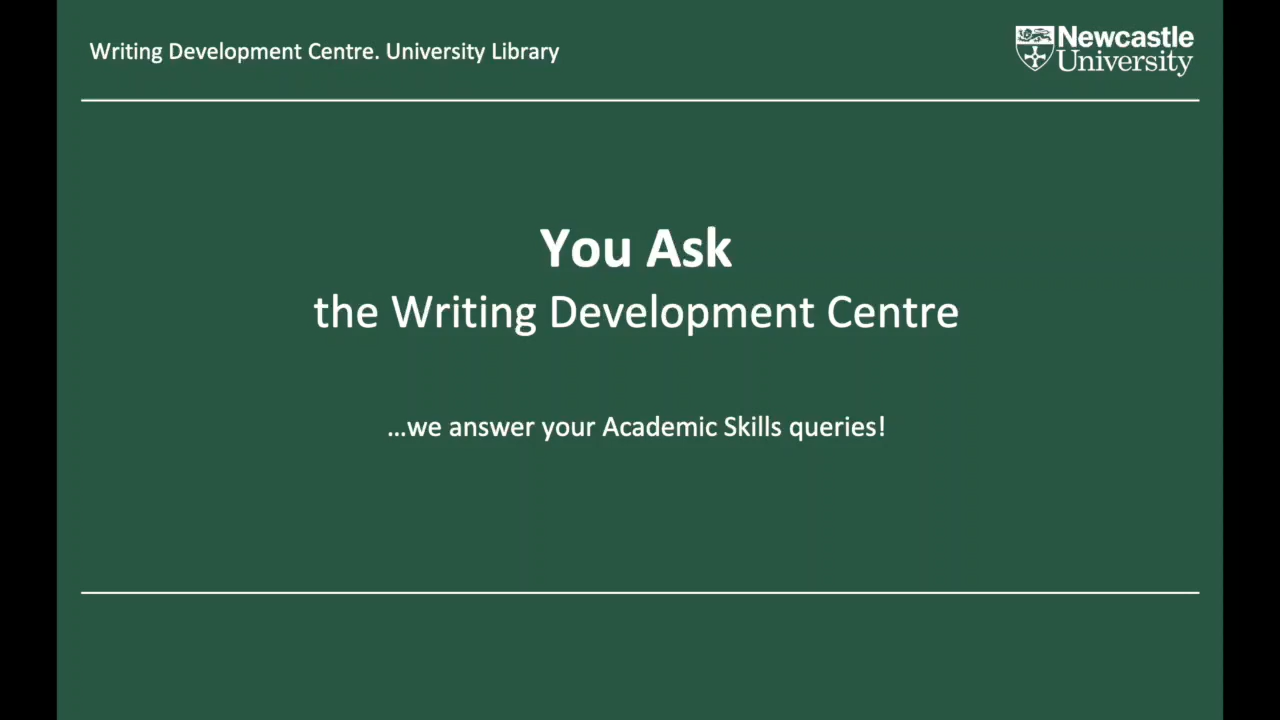 Writing Development Centre. University Library
Newcastle
University
You Ask
the Writing Development Centre
...we answer your Academic Skills queries!